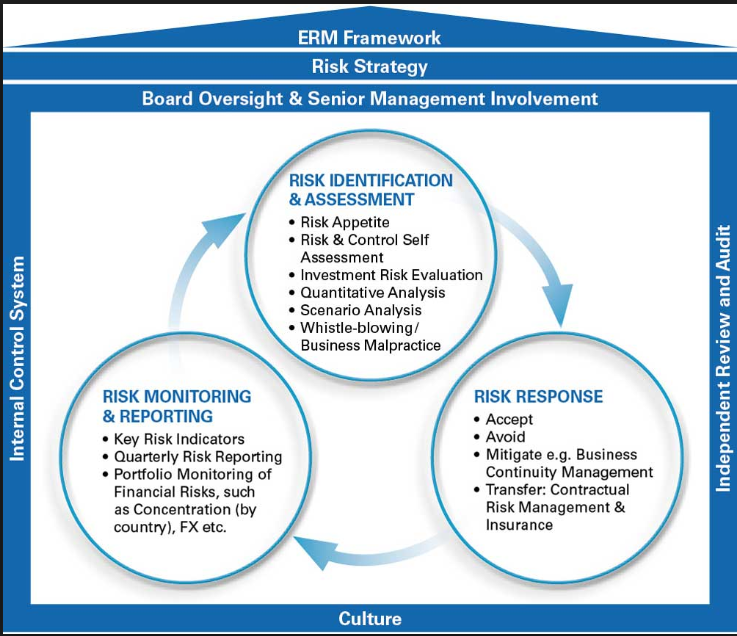 ERM Framework
Risk Strategy
Board Oversight & Senior Management Involvement
Internal Control System
RISK IDENTIFICATION
& ASSESSMENT
• Risk Appetite
• Risk & Control Self
Assessment
• Investment Risk Evaluation
• Quantitative Analysis
• Scenario Analysis
• Whistle-blowing/
Business Malpractice
RISK MONITORING
& REPORTING
• Key Risk Indicators
• Quarterly Risk Reporting
• Portfolio Monitoring of
Financial Risks, such
as Concentration (by
country), FX etc.
RISK RESPONSE
• Accept
• Avoid
• Mitigate e.g. Business
Continuity Management
• Transfer: Contractual
Risk Management &
Insurance
Independent Review and Audit
Culture